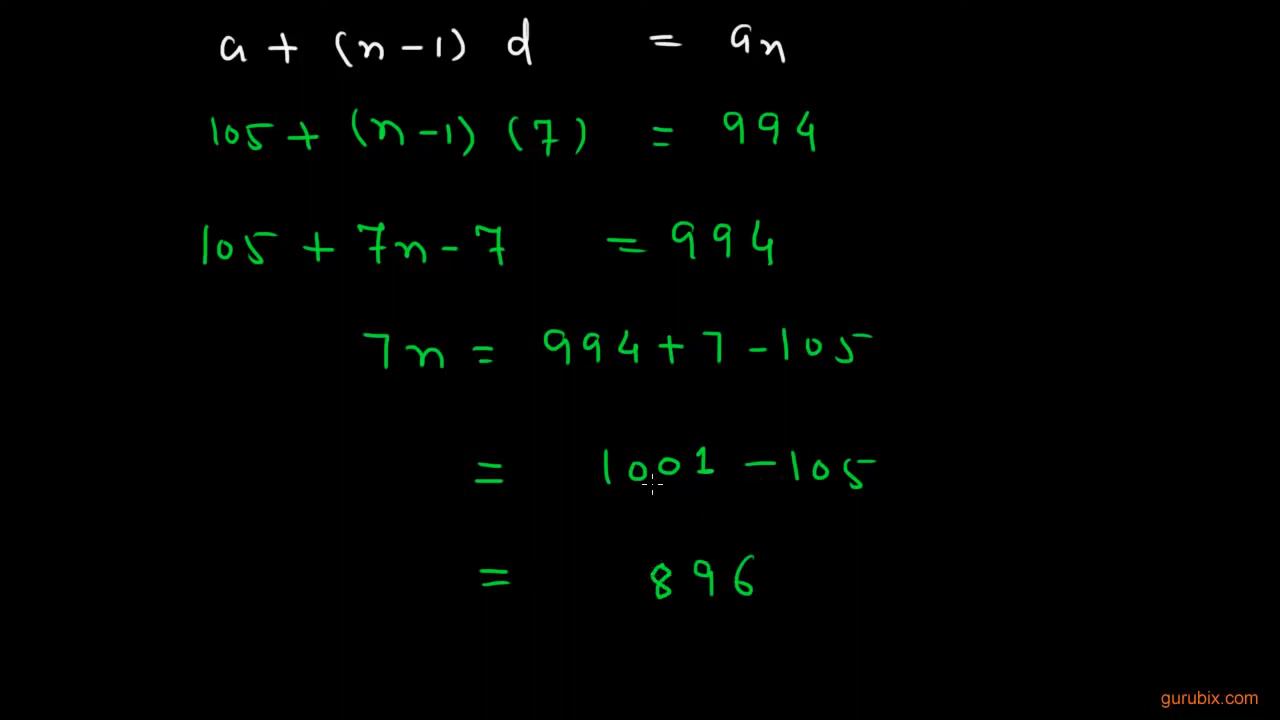 a + (n-1) d = an
105 + (n-1) (7) = 994
105 + 7n - 7 = 994
7n = 994 + 7 - 105
= 1001 - 105
= 896
gurubix.com